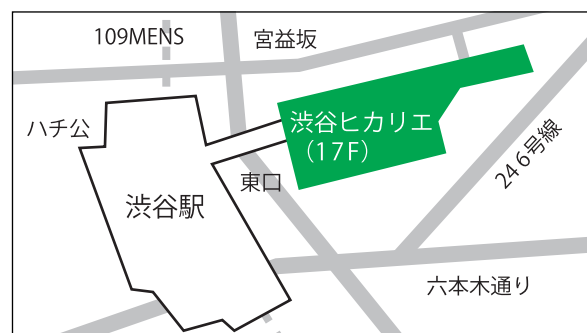 109MENS
宮益坂
ハチ公
渋谷ヒカリエ
（17F）
246号線
東口
渋谷駅
六本木通り